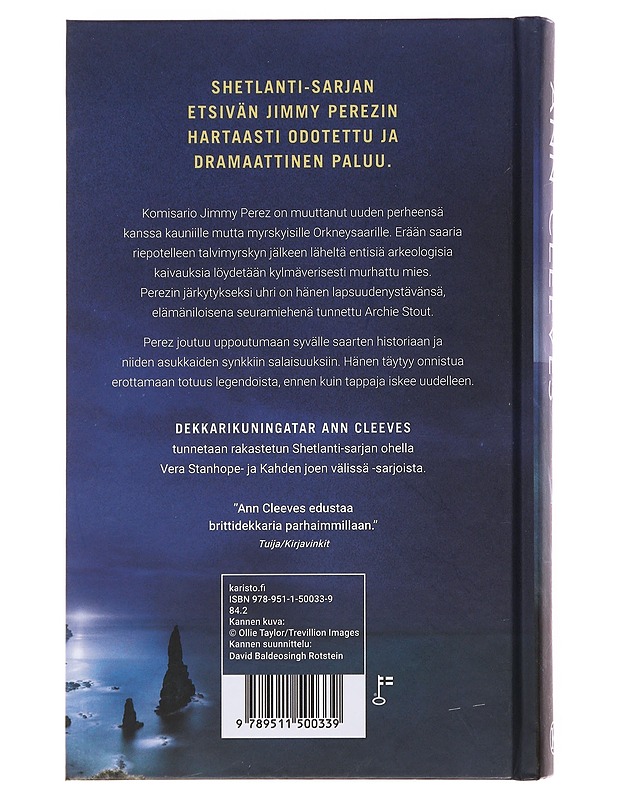 SHETLANTI-SARJAN
ETSIVÄN JIMMY PEREZIN
HARTAASTI ODOTETTU JA
DRAMAATTINEN PALUU.
Komisario Jimmy Perez on muuttanut uuden perheensä
kanssa kauniille mutta myrskyisille Orkneysaarille. Erään saaria
riepotelleen talvimyrskyn jälkeen läheltä entisiä arkeologisia
kaivauksia löydetään kylmäverisesti murhattu mies.
Perezin järkytykseksi uhri on hänen lapsuudenystävänsä,
elämäniloisena seuramiehenä tunnettu Archie Stout.
Perez joutuu uppoutumaan syvälle saarten historiaan ja
niiden asukkaiden synkkiin salaisuuksiin. Hänen täytyy onnistua
erottamaan totuus legendoista, ennen kuin tappaja iskee uudelleen.
DEKKARIKUNINGATAR ANN CLEEVES
tunnetaan rakastetun Shetlanti-sarjan ohella
Vera Stanhope- ja Kahden joen välissä -sarjoista.
"Ann Cleeves edustaa
brittidekkaria parhaimmillaan."
Tuija/Kirjavinkit
karisto.fi
ISBN 978-951-1-50033-9
84.2
Kannen kuva:
© Ollie Taylor/Trevillion Images
Kannen suunnittelu:
David Baldeosingh Rotstein
9 789511 500339
ANN CLEEVES